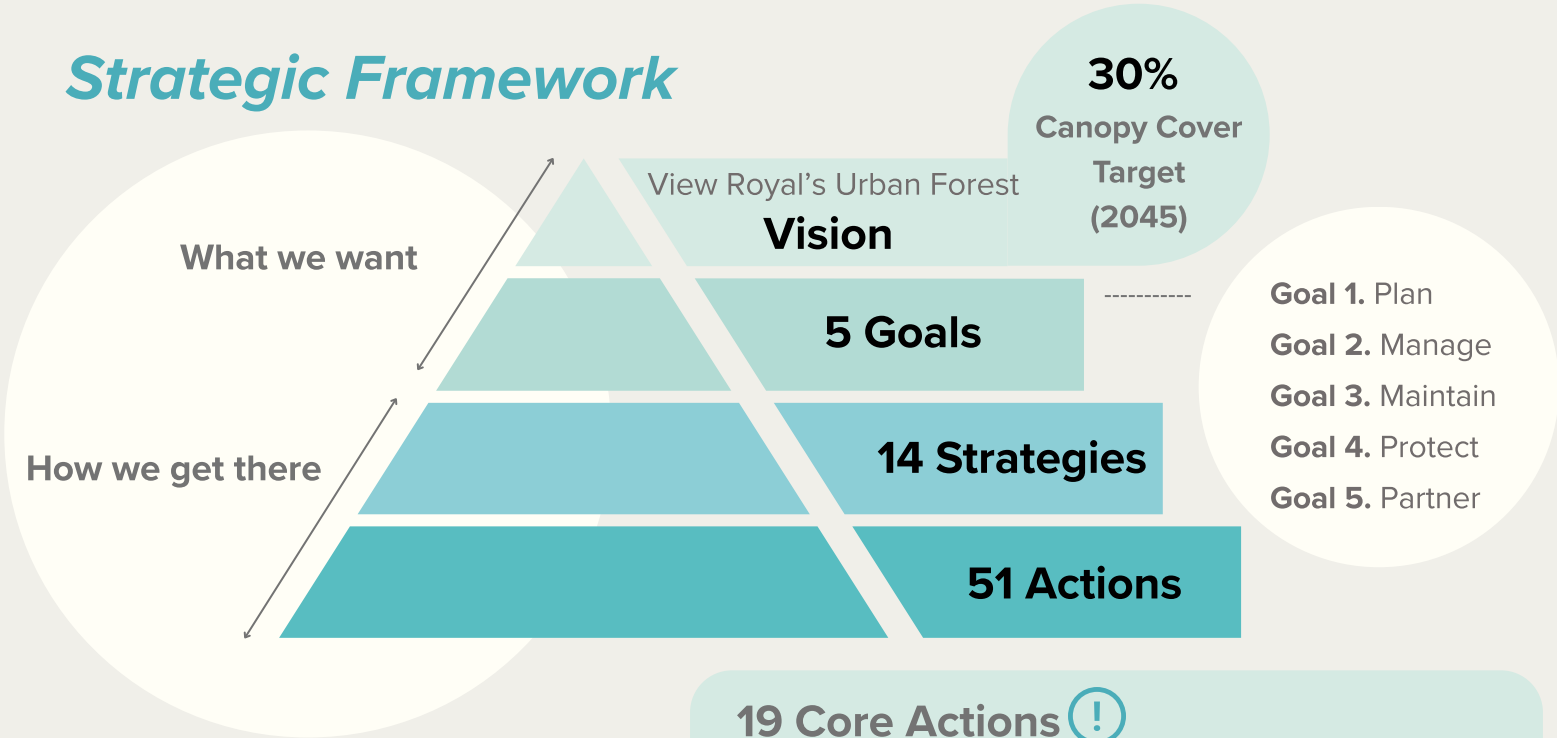 Strategic Framework
30%
Canopy Cover
Target
(2045)
View Royal's Urban Forest
Vision
What we want
5 Goals
Goal 1. Plan
Goal 2. Manage
Goal 3. Maintain
Goal 4. Protect
Goal 5. Partner
How we get there
14 Strategies
51 Actions
19 Core Actions !